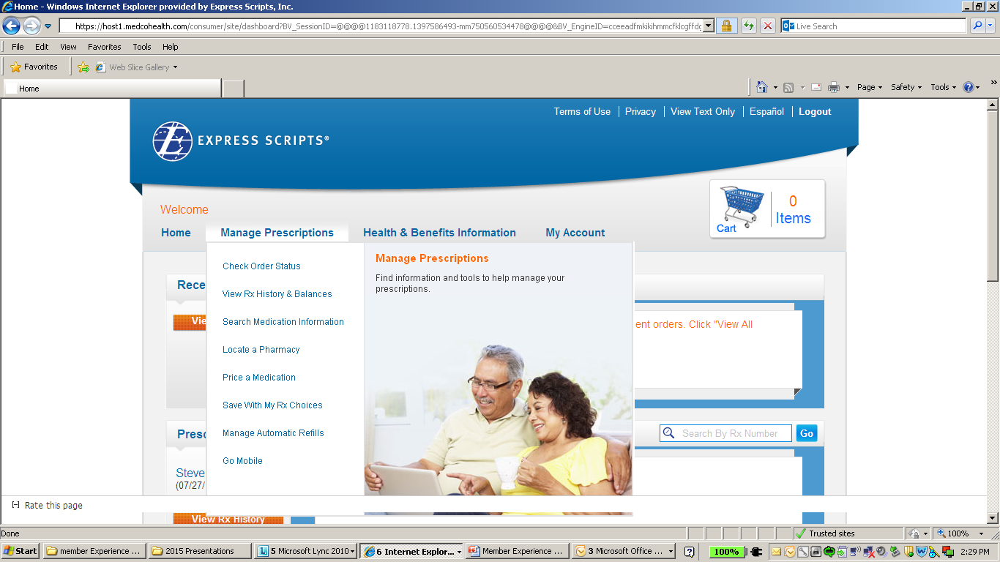 Home - Windows Internet Explorer provided by Express Scripts, Inc.
https://host1.medcohealth.com/consumer/site/dashboard?BV_SessionID=@@@@1183118778.1397586493-mm750560534478@@@@&BV_EngineID=cceeadfmkikihmmcfklcgffdg
Live Search
File Edit View Favorites Tools Help
Favorites Web Slice Gallery
Home
Page Safety Tools »
Terms of Use Privacy View Text Only Español Logout
EXPRESS SCRIPTS®
Welcome
0
Items
Cart
Home Manage Prescriptions Health & Benefits Information My Account
Manage Prescriptions
Find information and tools to help manage your
prescriptions.
Check Order Status
View Rx History & Balances
Search Medication Information
Locate a Pharmacy
Price a Medication
Save With My Rx Choices
Manage Automatic Refills
Go Mobile
Rece
Vie
ent orders. Click "View All
Presc
Search By Rx Number Go
Steve
(07/27/
[-] Rate this page
View Rx History
Done Trusted sites 100%
Start member Experience ... 2015 Presentations 5 Microsoft Lync 2010 6 Internet Explor... Member Experience ... 3 Microsoft Office ... 100% 2:29 PM